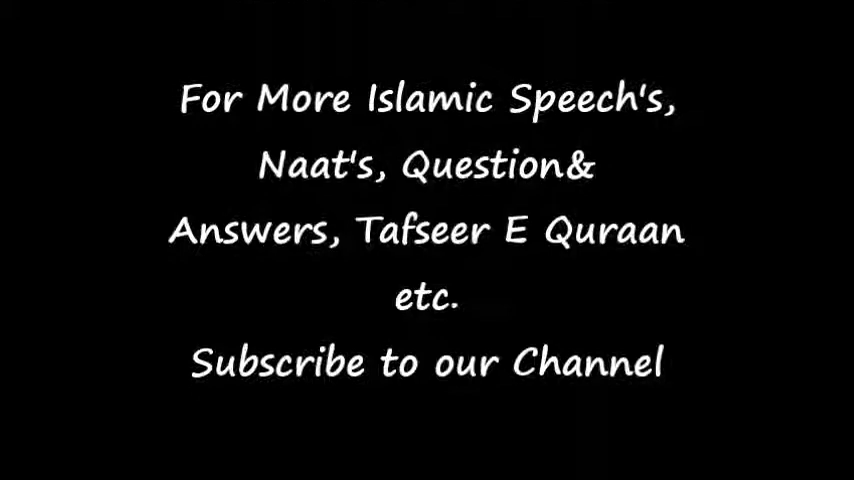 For More Islamic Speech's,
Naat's, Question&
Answers, Tafseer E Quraan
etc.
Subscribe to our Channel